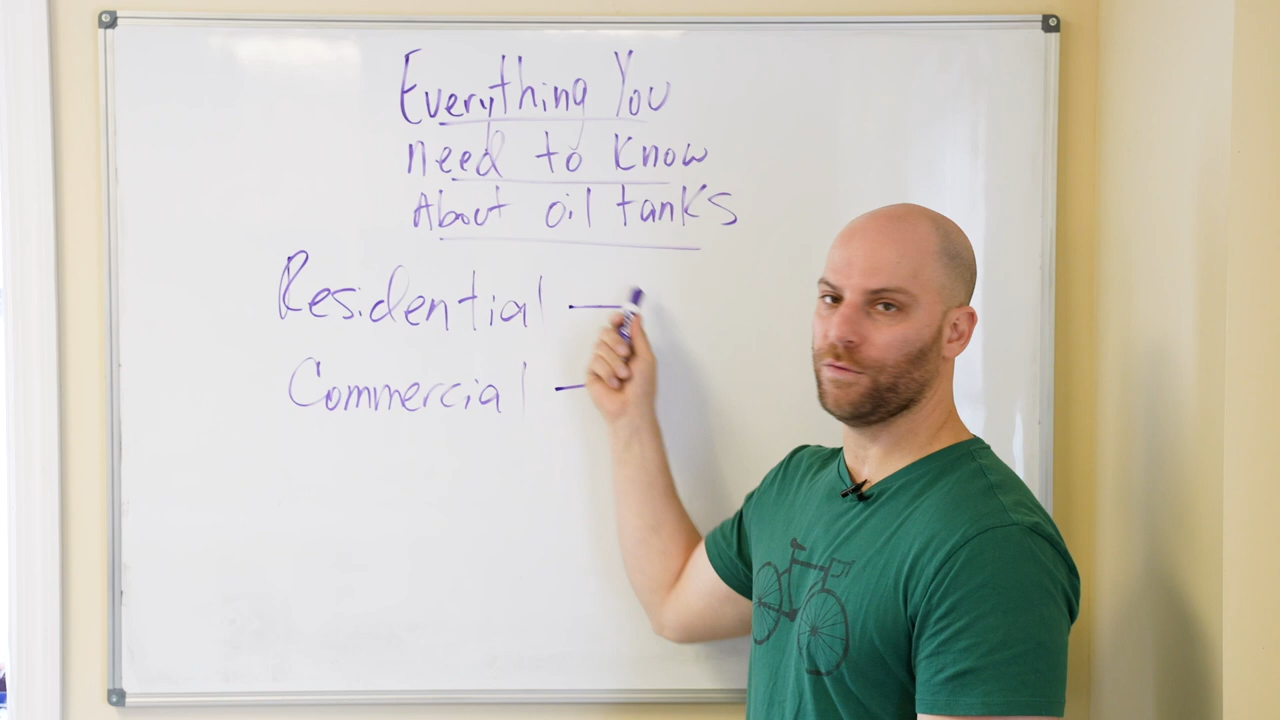 Everything You
need to Know
About oil tanks
Residential —
Commercial —